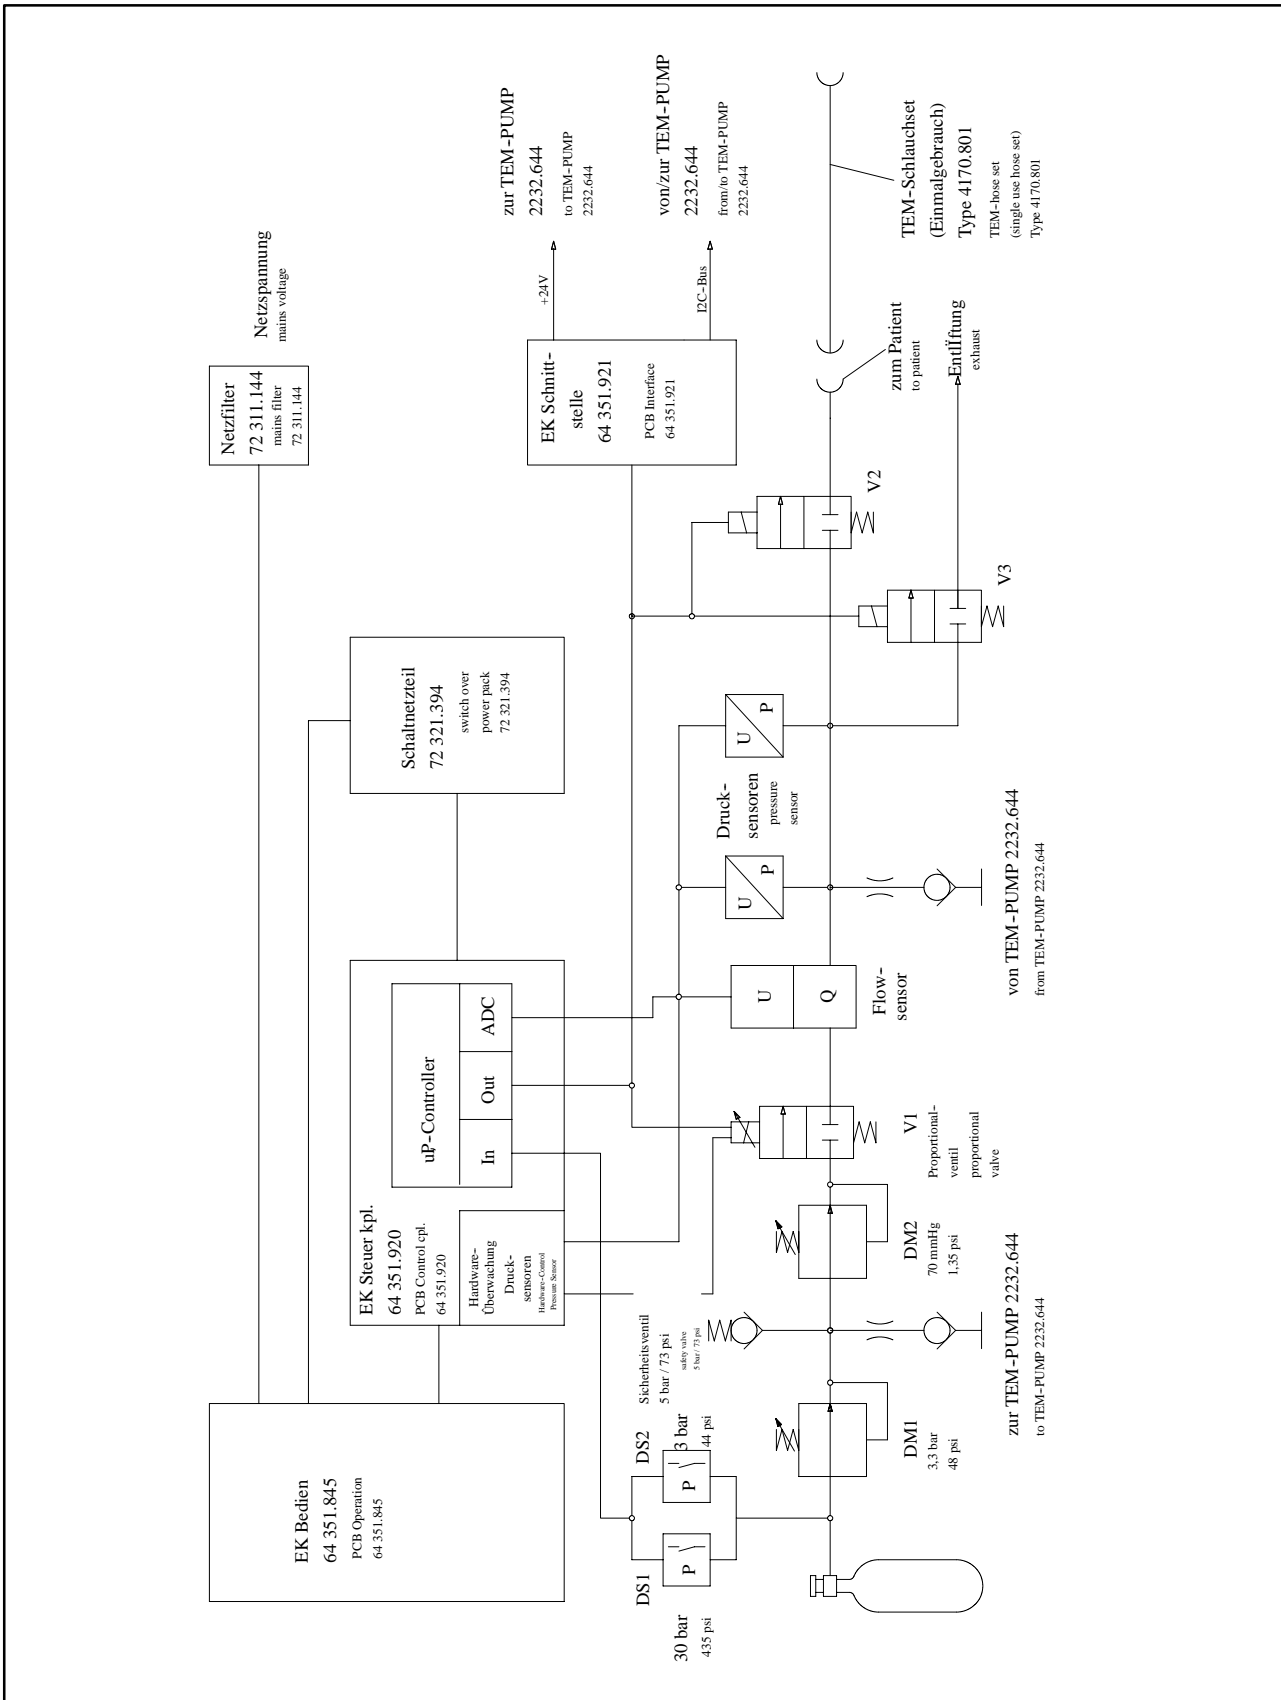 Netzfilter
72 311.144
mains filter
72 311.144
Netzspannung
mains voltage
EK Bedien
64 351.845
PCB Operation
64 351.845
EK Steuer kpl.
64 351.920
PCB Control cpl.
64 351.920
uP-Controller
In
Out
ADC
Hardware-
Überwachung
Druck-
sensoren
Hardware-Control
Pressure Sensor
Schaltnetzteil
72 321.394
switch over
power pack
72 321.394
zur TEM-PUMP
2232.644
to TEM-PUMP
2232.644
+24V
von/zur TEM-PUMP
2232.644
from/to TEM-PUMP
2232.644
I2C-Bus
EK Schnitt-
stelle
64 351.921
PCB Interface
64 351.921
DS1
P
30 bar
435 psi
DS2
P
3 bar
44 psi
Sicherheitsventil
5 bar / 73 psi
safety valve
5 bar / 73 psi
DM1
3,3 bar
48 psi
zur TEM-PUMP 2232.644
to TEM-PUMP 2232.644
DM2
70 mmHg
1,35 psi
V1
Proportional-
ventil
proportional
valve
U
Q
Flow-
sensor
U
P
Druck-
sensoren
pressure
sensor
U
P
von TEM-PUMP 2232.644
from TEM-PUMP 2232.644
V3
V2
EntlÏftung
exhaust
zum Patient
to patient
TEM-Schlauchset
(Einmalgebrauch)
Type 4170.801
TEM-hose set
(single use hose set)
Type 4170.801